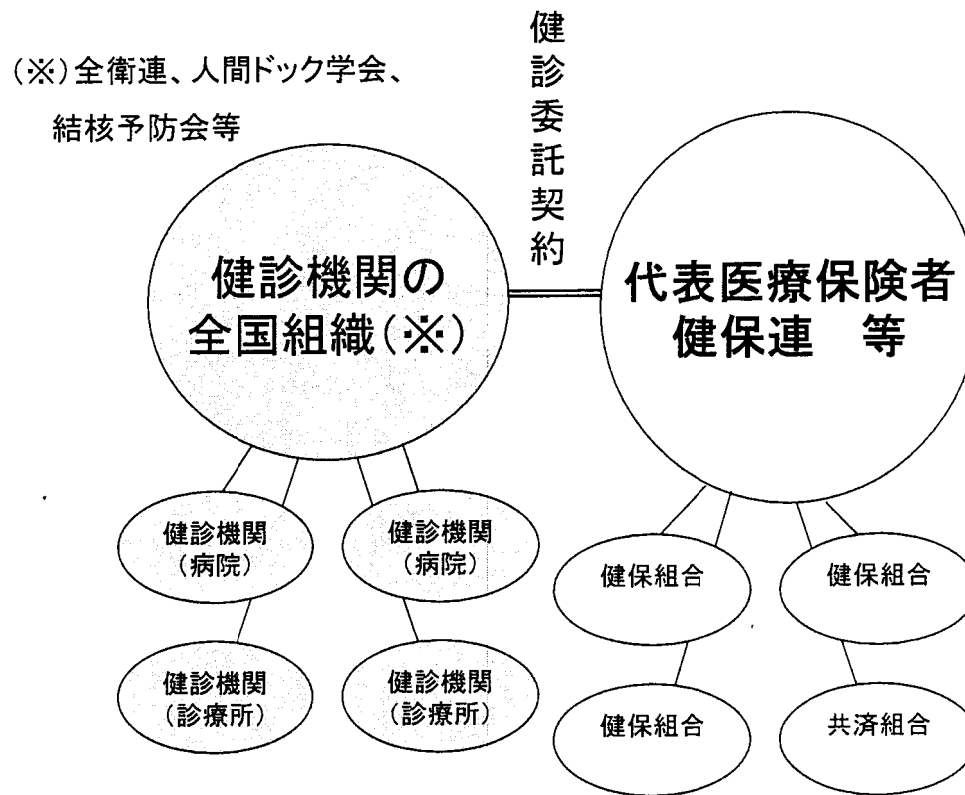 (※)全衛連、人間ドック学会、
結核予防会等
健診委託契約
健診機関の
全国組織(※)
代表医療保険者
健保連　等
健診機関
(病院)
健診機関
(病院)
健診機関
(診療所)
健診機関
(診療所)
健保組合
健保組合
健保組合
共済組合